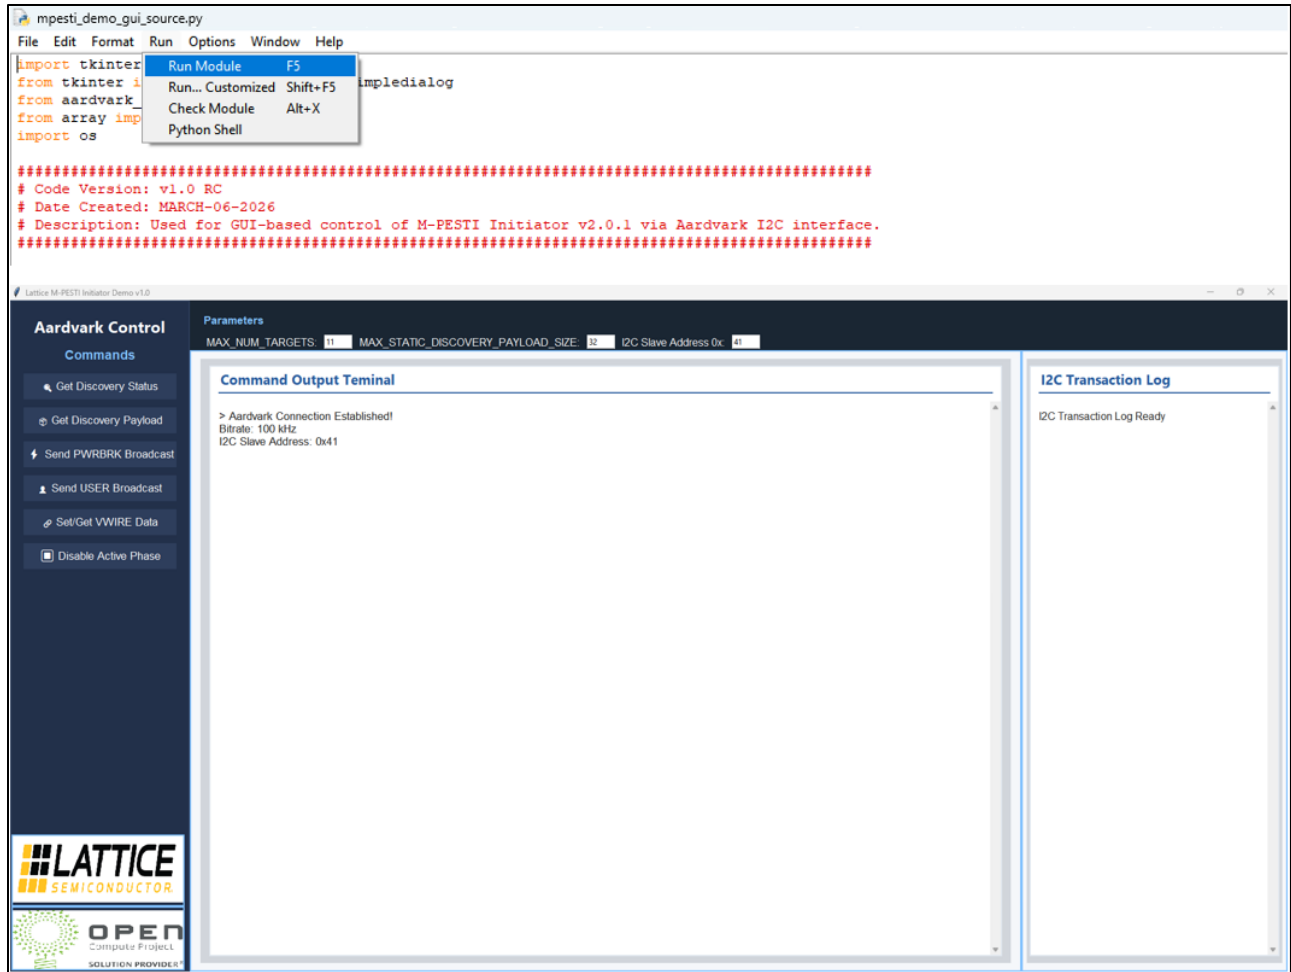 mpesti_demo_gui_source.py
File Edit Format Run Options Window Help
import tkinter
from tkinter i
impledialog
from aardvark_
from array imp
import os
Run Module F5
Run... Customized Shift+F5
Check Module Alt+X
Python Shell
###############################################################################################
# Code Version: v1.0 RC
# Date Created: MARCH-06-2026
# Description: Used for GUI-based control of M-PESTI Initiator v2.0.1 via Aardvark I2C interface.
###############################################################################################
Lattice M-PESTI Initiator Demo v1.0
Aardvark Control
Commands
Get Discovery Status
Get Discovery Payload
Send PWRBRK Broadcast
Send USER Broadcast
Set/Get VWIRE Data
Disable Active Phase
Parameters
MAX_NUM_TARGETS: 11 MAX_STATIC_DISCOVERY_PAYLOAD_SIZE: 32 I2C Slave Address 0x: 41
Command Output Teminal
> Aardvark Connection Established!
Bitrate: 100 kHz
I2C Slave Address: 0x41
I2C Transaction Log
I2C Transaction Log Ready
LATTICE
SEMICONDUCTOR
OPEN
Compute Project
SOLUTION PROVIDER®